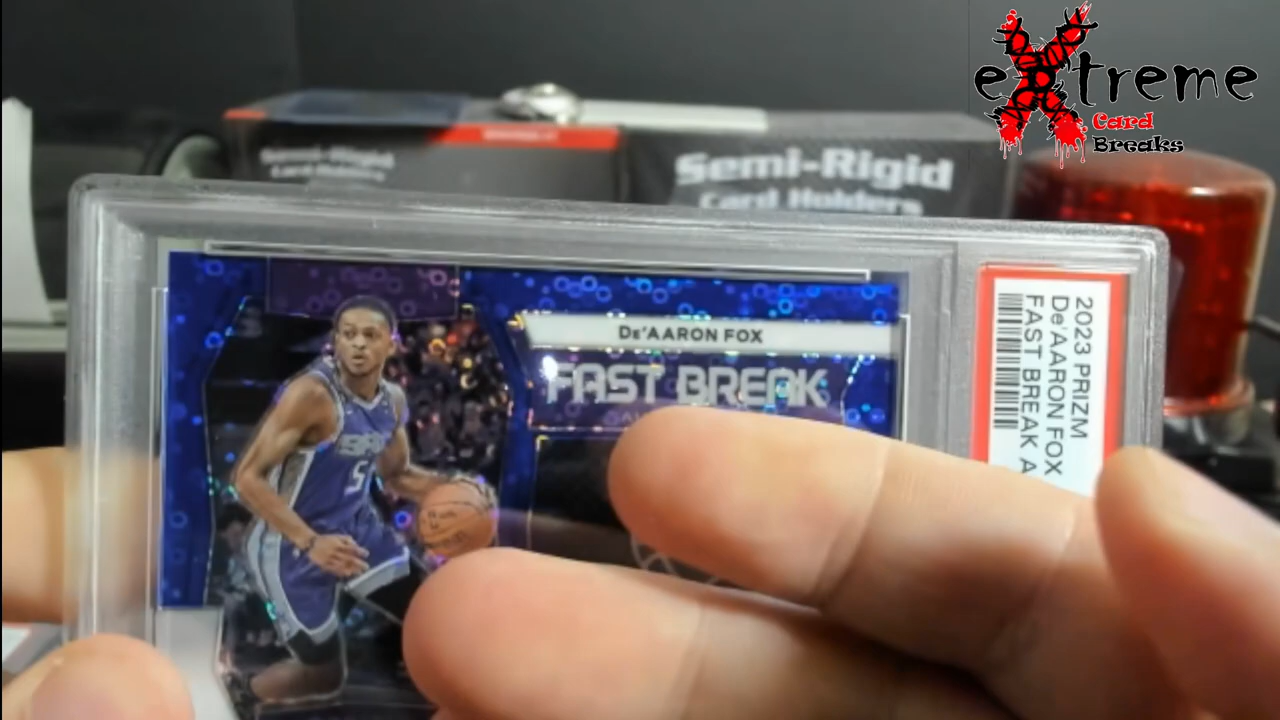 eXtreme
Card
Breaks
Semi-Rigid
Card Holders
Semi-Rigid
Card Holders
De'AARON FOX
FAST BREAK
5
2023 PRIZM
De'AARON FOX
FAST BREAK A